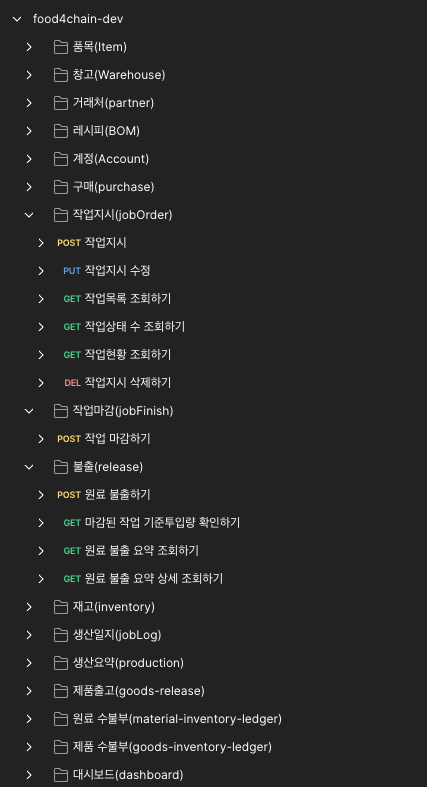 food4chain-dev
품목(Item)
창고(Warehouse)
거래처(partner)
레시피(BOM)
계정(Account)
구매(purchase)
작업지시(jobOrder)
POST 작업지시
PUT 작업지시 수정
GET 작업목록 조회하기
GET 작업상태 수 조회하기
GET 작업현황 조회하기
DEL 작업지시 삭제하기
작업마감(jobFinish)
POST 작업 마감하기
불출(release)
POST 원료 불출하기
GET 마감된 작업 기준투입량 확인하기
GET 원료 불출 요약 조회하기
GET 원료 불출 요약 상세 조회하기
재고(inventory)
생산일지(jobLog)
생산요약(production)
제품출고(goods-release)
원료 수불부(material-inventory-ledger)
제품 수불부(goods-inventory-ledger)
대시보드(dashboard)